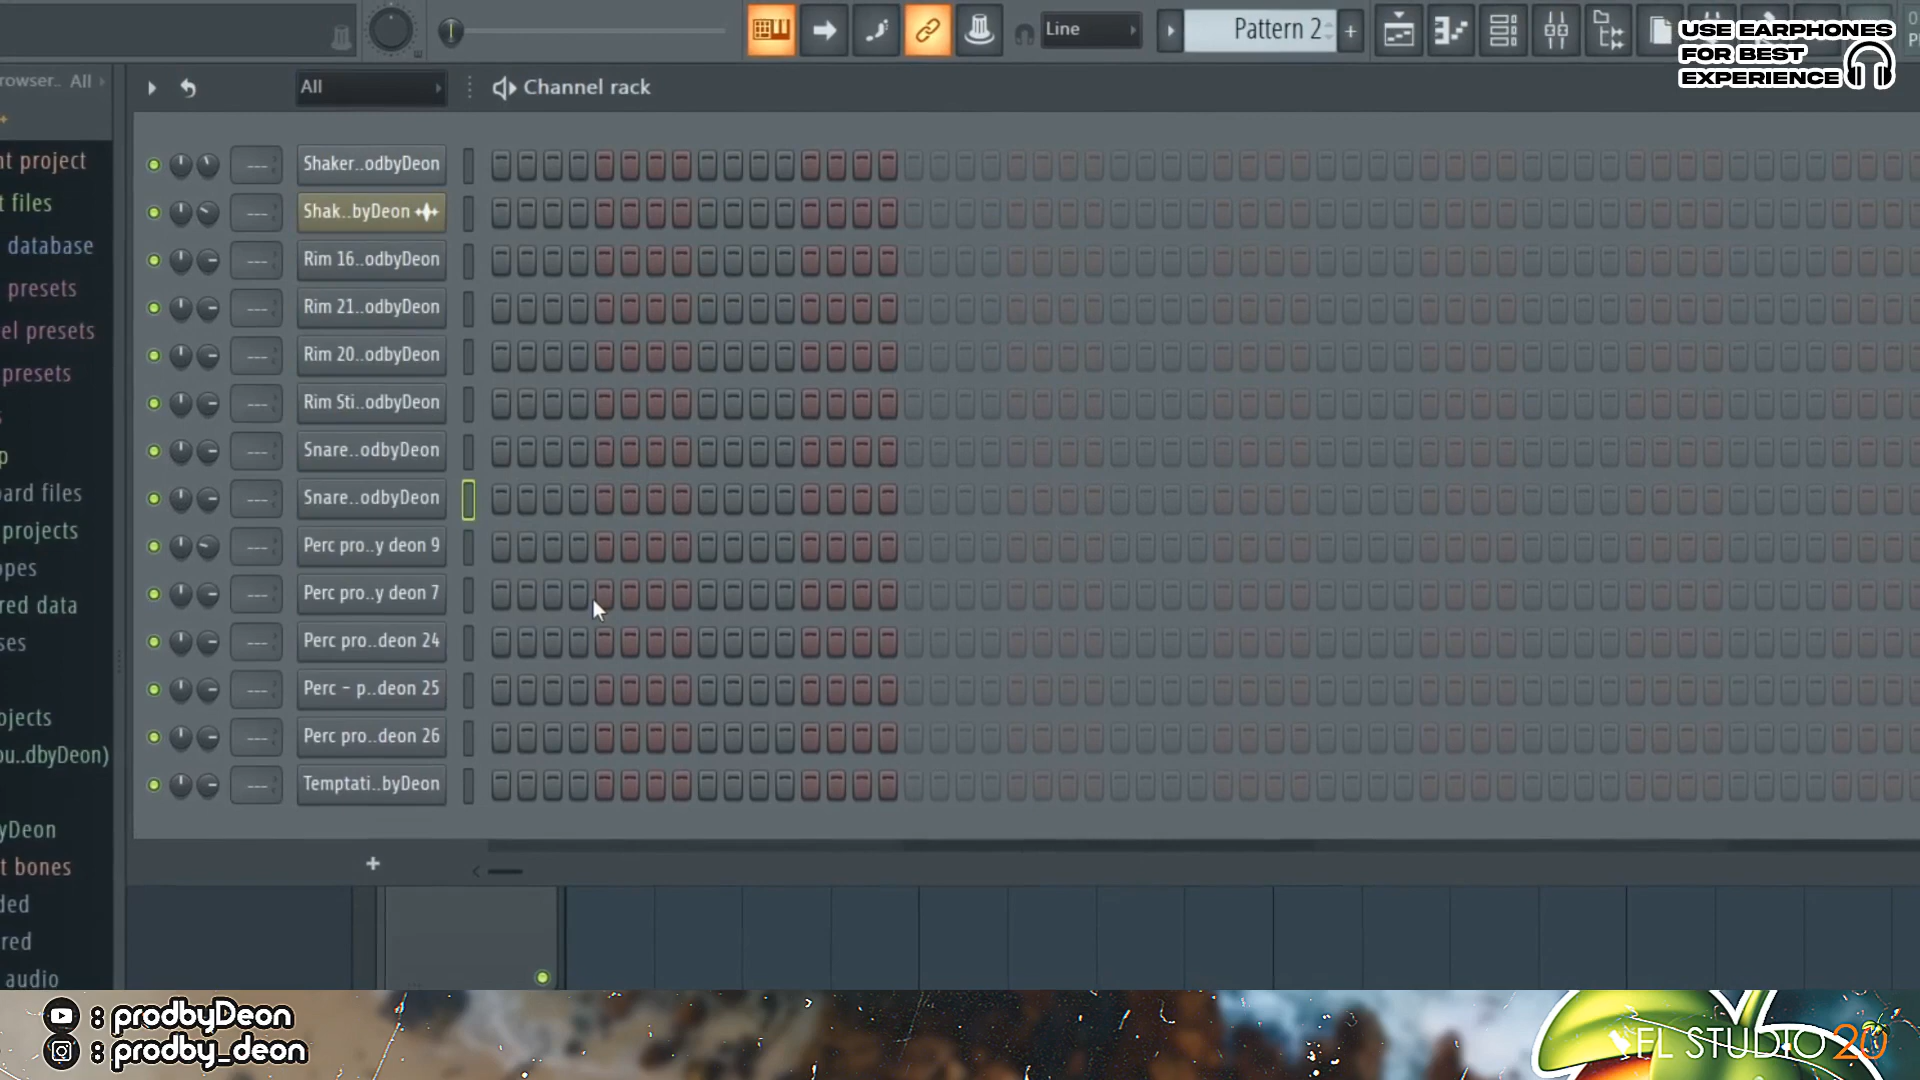 Line
Pattern 2
+
USE EARPHONES
FOR BEST
EXPERIENCE
rowser.. All
All
Channel rack
nt project
t files
database
presets
el presets
presets
p
ard files
projects
opes
red data
ses
ojects
ou..dbyDeon)
yDeon
t bones
ded
red
audio
--- Shaker..odbyDeon
--- Shak..byDeon
--- Rim 16..odbyDeon
--- Rim 21..odbyDeon
--- Rim 20..odbyDeon
--- Rim Sti..odbyDeon
--- Snare..odbyDeon
--- Snare..odbyDeon
--- Perc pro..y deon 9
--- Perc pro..y deon 7
--- Perc pro..deon 24
--- Perc - p..deon 25
--- Perc pro..deon 26
--- Temptati..byDeon
+
: prodbyDeon
: prodby_deon
FL STUDIO 20